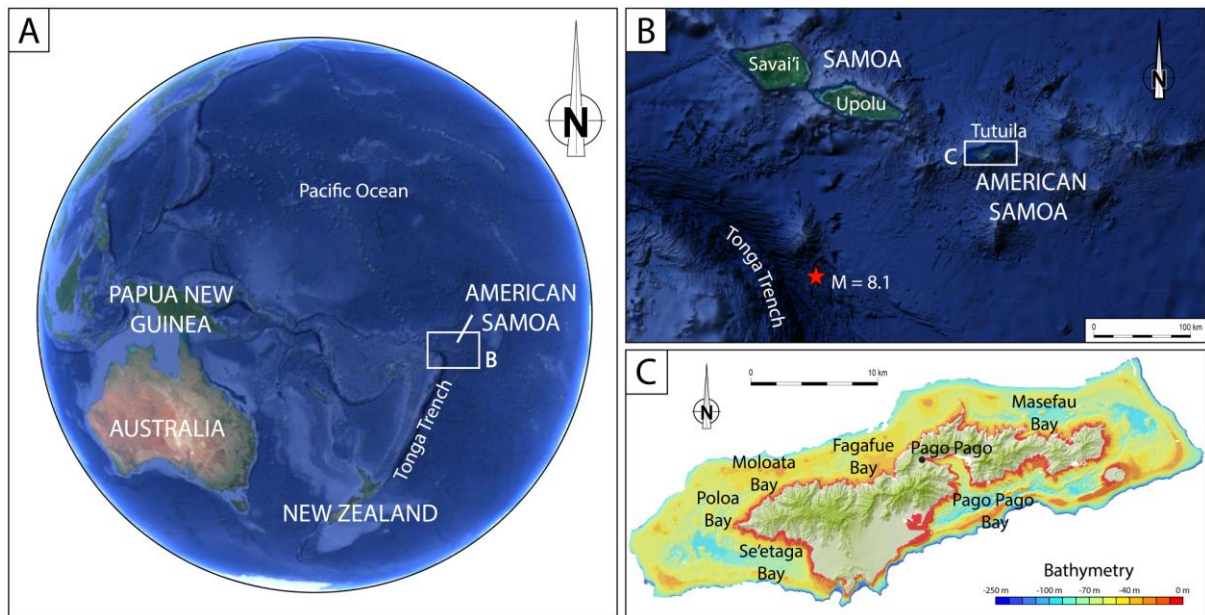 A
N
Pacific Ocean
PAPUA NEW
GUINEA
AMERICAN
SAMOA
B
Tonga Trench
AUSTRALIA
NEW ZEALAND
B
N
Savai'i
SAMOA
Upolu
Tutuila
C
AMERICAN
SAMOA
Tonga Trench
M = 8.1
0 100 km
C
N
0 10 km
Masefau
Bay
Fagafue
Bay
Pago Pago
Moloata
Bay
Poloa
Bay
Pago Pago
Bay
Se'etaga
Bay
Bathymetry
-250 m -100 m -80 m -40 m 0 m